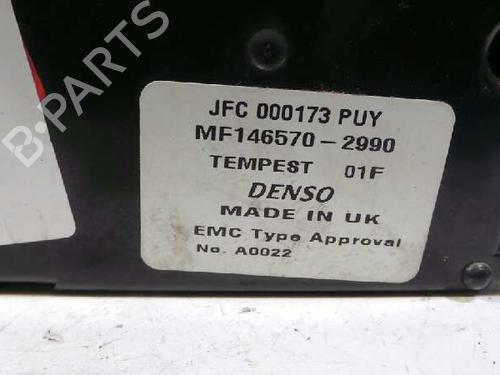 B-PARTS
JFC 000173 PUY
MF146570-2990
TEMPEST 01F
DENSO
MADE IN UK
EMC Type Approval
No. A0022